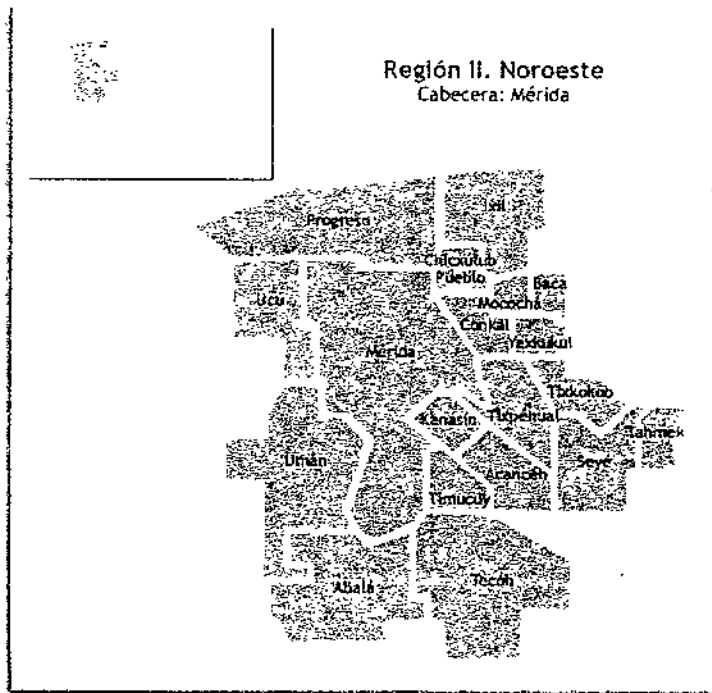 Región II. Noroeste
Cabecera: Mérida
Ixil
Progreso
Chicxulub
Pueblo
Baca
Ucú
Mocochá
Conkal
Yaxkukul
Mérida
Tixkokob
Kanasín
Tixpehual
Tahmek
Umán
Seyé
Acanceh
Timucuy
Abalá
Tecoh